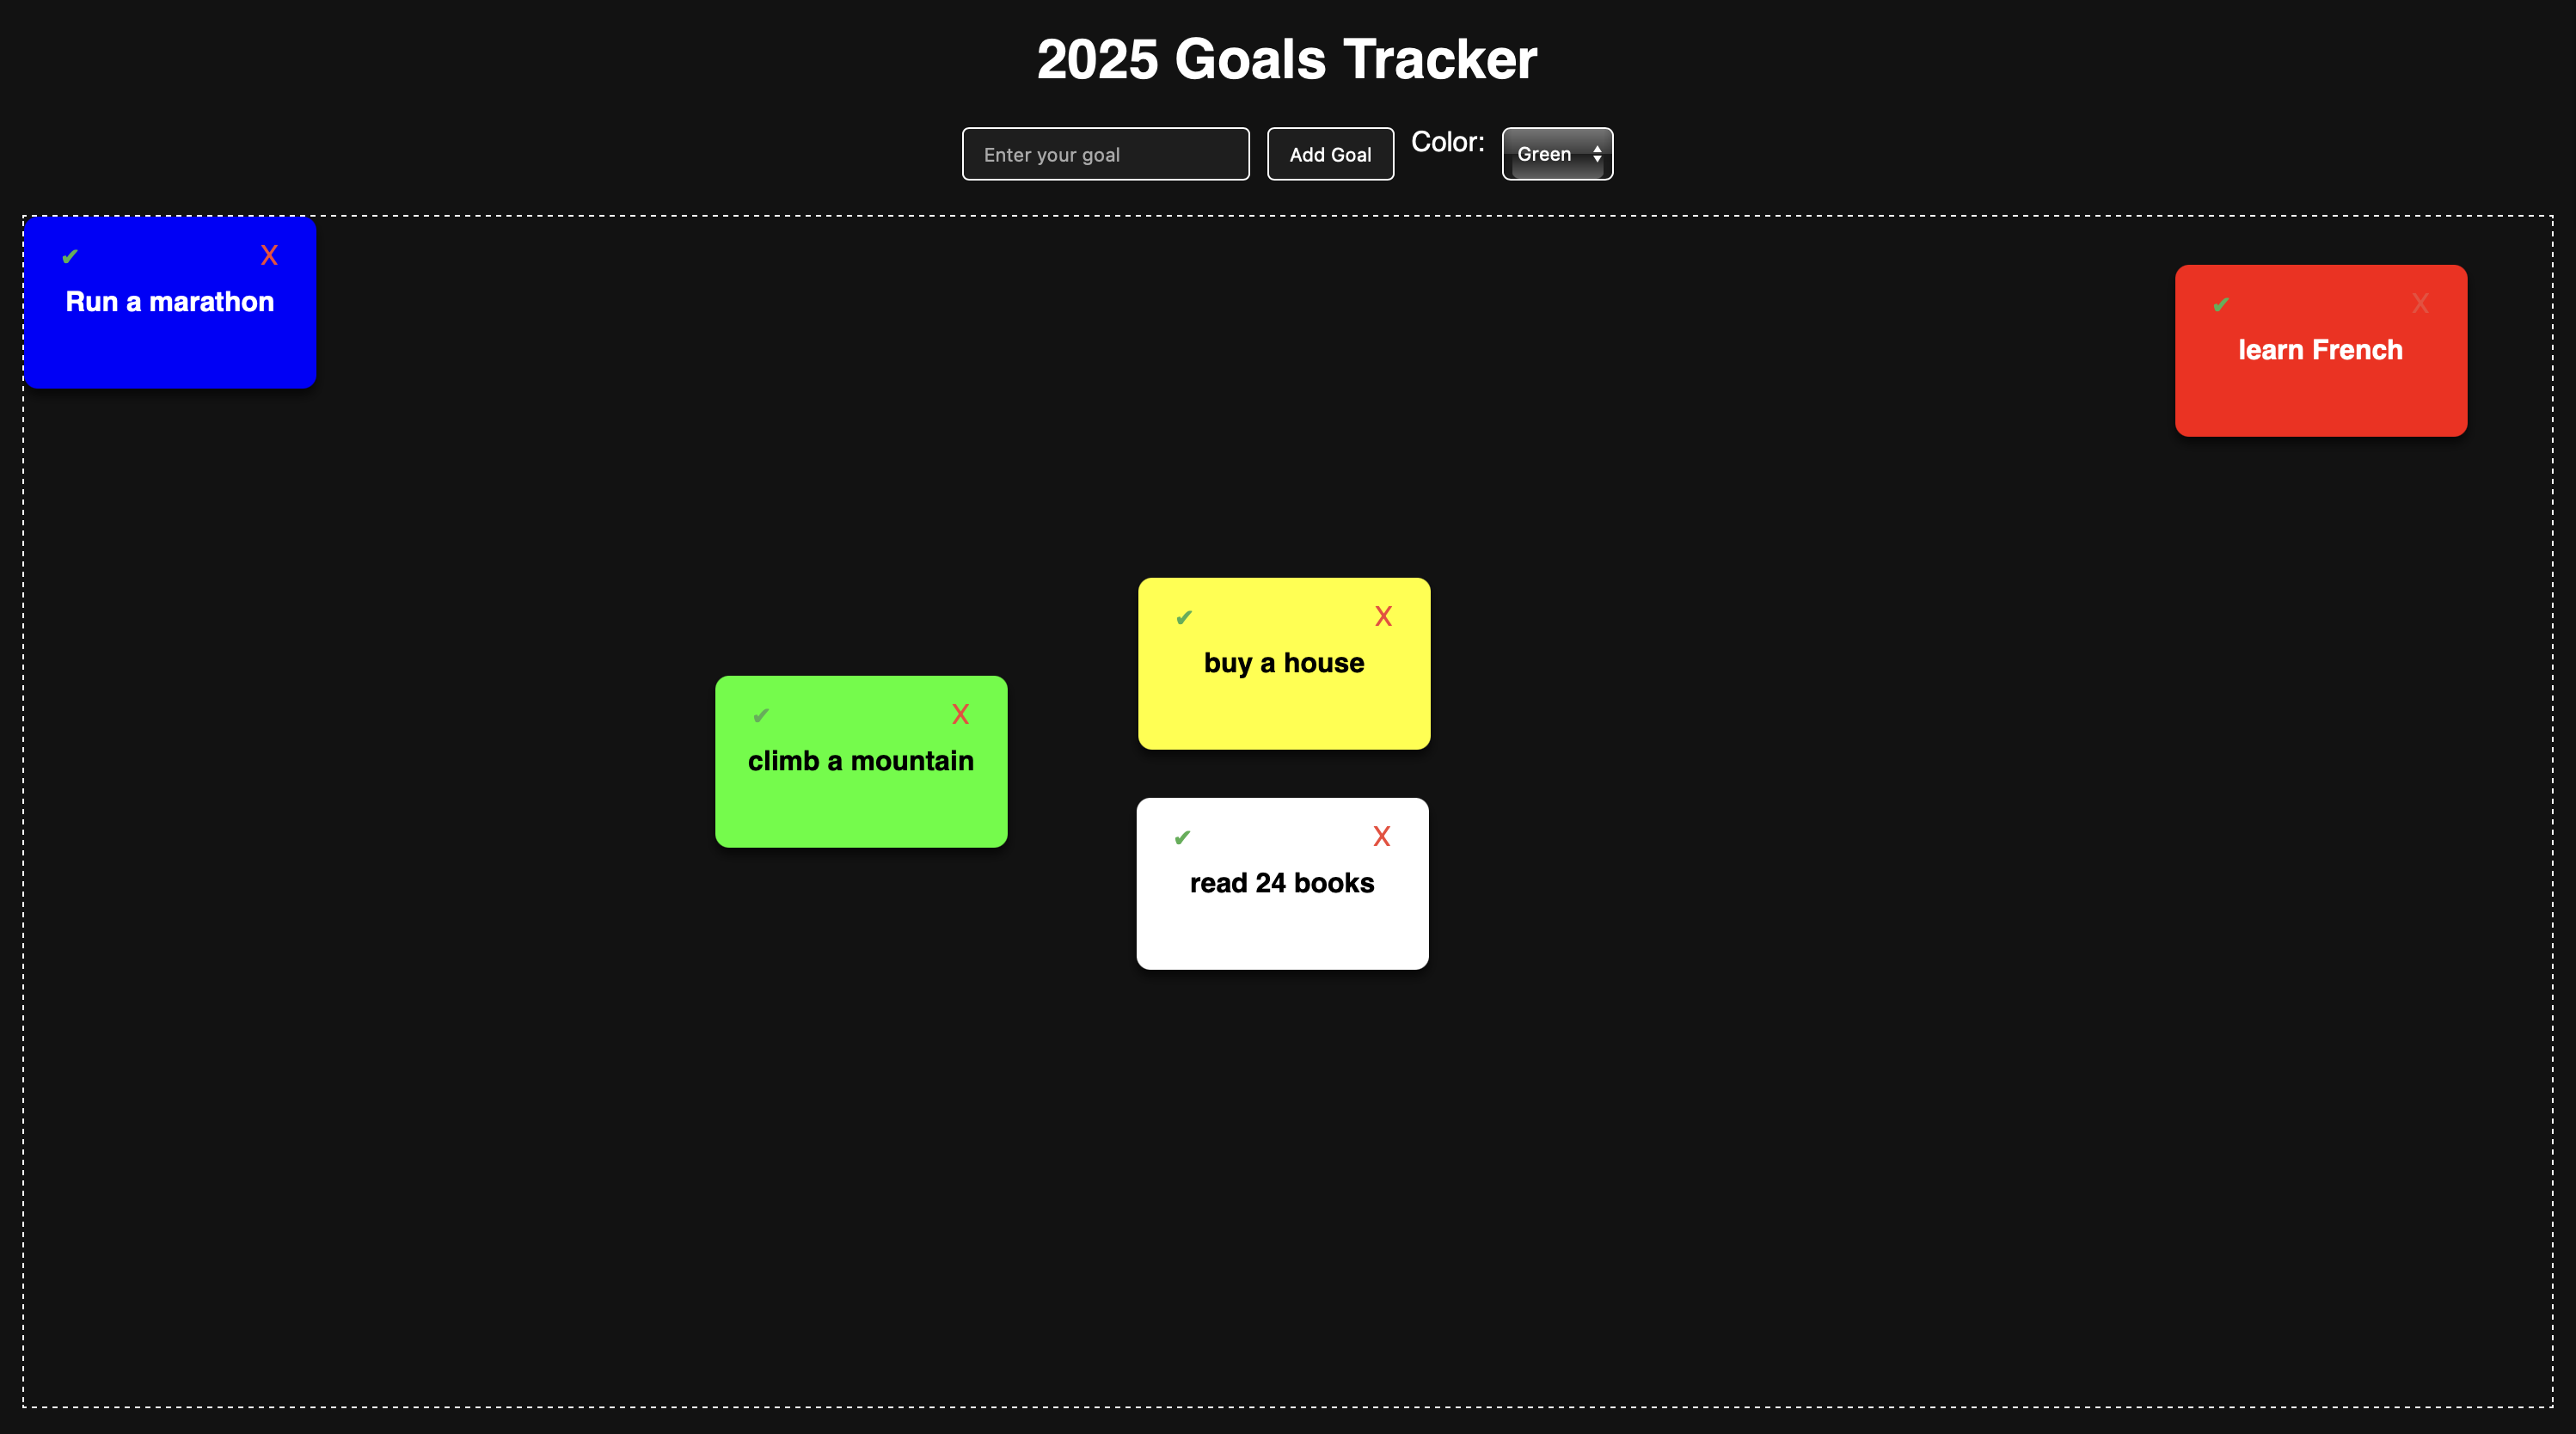 2025 Goals Tracker
Enter your goal
Add Goal
Color:
Green
✔ X
Run a marathon
✔ X
learn French
✔ X
buy a house
✔ X
climb a mountain
✔ X
read 24 books